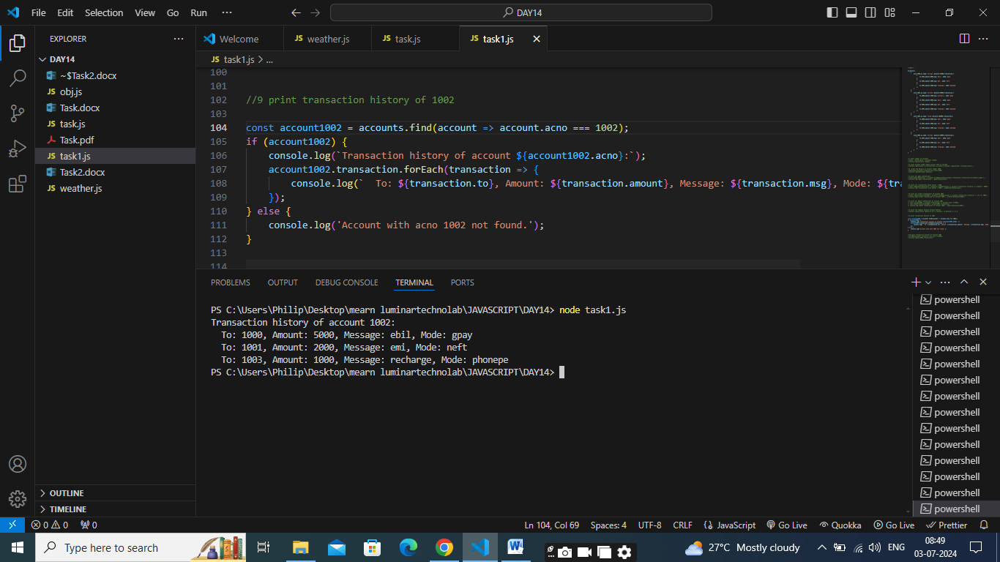 File Edit Selection View Go Run ··· DAY14
EXPLORER ···
Welcome
JS weather.js
JS task.js
JS task1.js
DAY14
~$Task2.docx
JS obj.js
Task.docx
JS task.js
Task.pdf
JS task1.js
Task2.docx
JS weather.js
OUTLINE
TIMELINE
JS task1.js > ...
100
101
102 //9 print transaction history of 1002
103
104 const account1002 = accounts.find(account => account.acno === 1002);
105 if (account1002) {
106 console.log(`Transaction history of account ${account1002.acno}:`);
107 account1002.transaction.forEach(transaction => {
108 console.log(`  To: ${transaction.to}, Amount: ${transaction.amount}, Message: ${transaction.msg}, Mode: ${tra
109 });
110 } else {
111 console.log('Account with acno 1002 not found.');
112 }
113
114
PROBLEMS OUTPUT DEBUG CONSOLE TERMINAL PORTS
PS C:\Users\Philip\Desktop\mearn luminartechnolab\JAVASCRIPT\DAY14> node task1.js
Transaction history of account 1002:
To: 1000, Amount: 5000, Message: ebil, Mode: gpay
To: 1001, Amount: 2000, Message: emi, Mode: neft
To: 1003, Amount: 1000, Message: recharge, Mode: phonepe
PS C:\Users\Philip\Desktop\mearn luminartechnolab\JAVASCRIPT\DAY14>
powershell
powershell
powershell
powershell
powershell
powershell
powershell
powershell
powershell
powershell
powershell
powershell
powershell
powershell
0 0 0 Ln 104, Col 69 Spaces: 4 UTF-8 CRLF {} JavaScript Go Live Quokka Go Live Prettier
Type here to search
27°C Mostly cloudy
ENG
08:49
03-07-2024